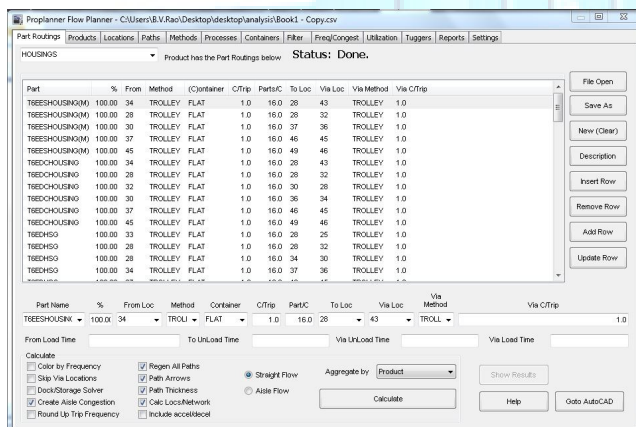 Proplanner Flow Planner - C:\Users\B.V.Rao\Desktop\desktop\analysis\Book1 - Copy.csv
Part Routings Products Locations Paths Methods Processes Containers Filter Freq/Congest Utilization Tuggers Reports Settings
HOUSINGS Product has the Part Routings below Status: Done.
Part % From Method (C)ontainer C/Trip Parts/C To Loc Via Loc Via Method Via C/Trip
T6EESHOUSING(M) 100.00 34 TROLLEY FLAT 1.0 16.0 28 43 TROLLEY 1.0
T6EESHOUSING(M) 100.00 28 TROLLEY FLAT 1.0 16.0 28 32 TROLLEY 1.0
T6EESHOUSING(M) 100.00 30 TROLLEY FLAT 1.0 16.0 37 36 TROLLEY 1.0
T6EESHOUSING(M) 100.00 37 TROLLEY FLAT 1.0 16.0 46 45 TROLLEY 1.0
T6EESHOUSING(M) 100.00 45 TROLLEY FLAT 1.0 16.0 49 46 TROLLEY 1.0
T6EDCHOUSING 100.00 34 TROLLEY FLAT 1.0 16.0 28 43 TROLLEY 1.0
T6EDCHOUSING 100.00 28 TROLLEY FLAT 1.0 16.0 28 32 TROLLEY 1.0
T6EDCHOUSING 100.00 32 TROLLEY FLAT 1.0 16.0 30 28 TROLLEY 1.0
T6EDCHOUSING 100.00 30 TROLLEY FLAT 1.0 16.0 36 34 TROLLEY 1.0
T6EDCHOUSING 100.00 37 TROLLEY FLAT 1.0 16.0 46 45 TROLLEY 1.0
T6EDCHOUSING 100.00 45 TROLLEY FLAT 1.0 16.0 49 46 TROLLEY 1.0
T6EDHSG 100.00 33 TROLLEY FLAT 1.0 16.0 28 25 TROLLEY 1.0
T6EDHSG 100.00 28 TROLLEY FLAT 1.0 16.0 28 32 TROLLEY 1.0
T6EDHSG 100.00 28 TROLLEY FLAT 1.0 16.0 34 30 TROLLEY 1.0
T6EDHSG 100.00 34 TROLLEY FLAT 1.0 16.0 37 36 TROLLEY 1.0
File Open
Save As
New (Clear)
Description
Insert Row
Remove Row
Add Row
Update Row
Part Name % From Loc Method Container C/Trip Part/C To Loc Via Loc Via Method Via C/Trip
T6EESHOUSIN( 100.0( 34 TROLI FLAT 1.0 16.0 28 43 TROLL 1.0
From Load Time To UnLoad Time Via UnLoad Time Via Load Time
Calculate
Color by Frequency
Skip Via Locations
Dock/Storage Solver
Create Aisle Congestion
Round Up Trip Frequency
Regen All Paths
Path Arrows
Path Thickness
Calc Locs/Network
Include accel/decel
Straight Flow
Aisle Flow
Aggregate by Product
Calculate
Show Results
Help
Goto AutoCAD